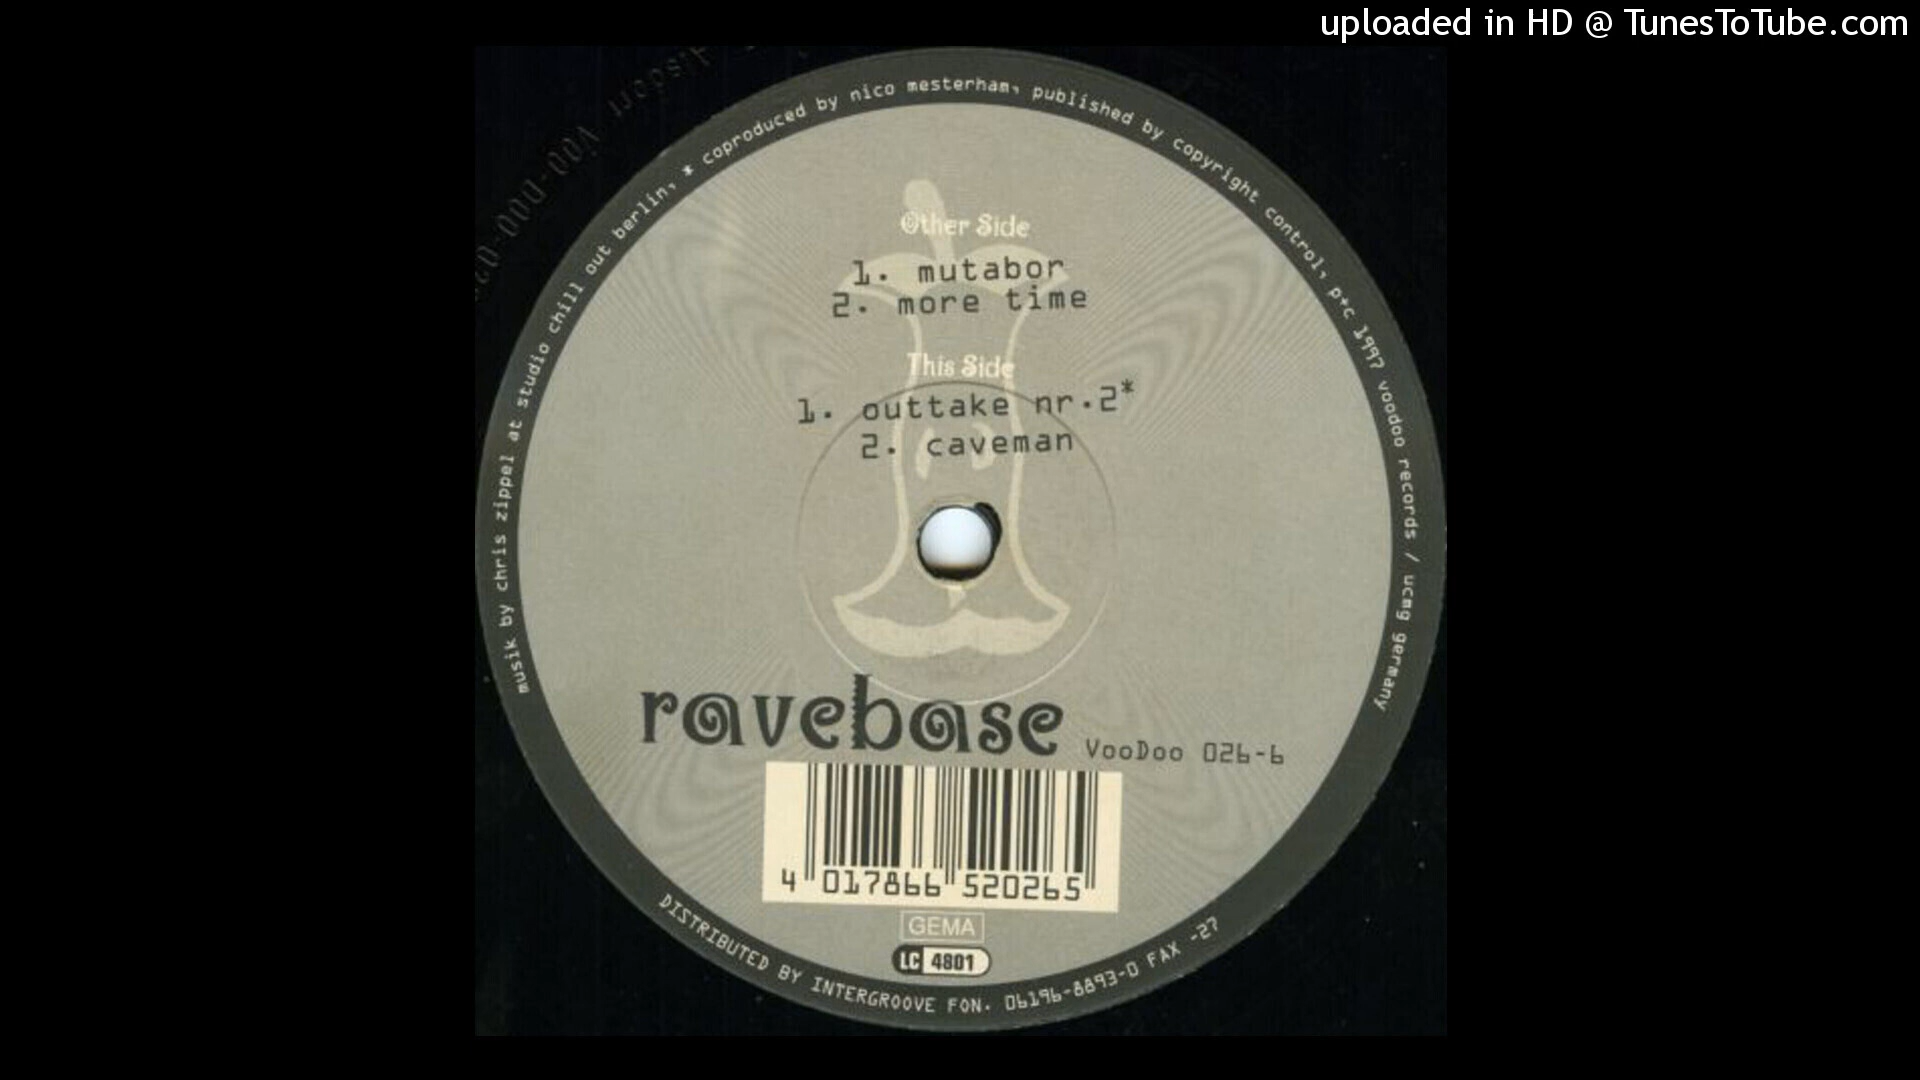 uploaded in HD @ TunesToTube.com
musik by chris zippel at studio chill out berlin, * coproduced by nico mesterham, published by copyright control, p+c 1997 voodoo records / ucmg germany
Other Side
1. mutabor
2. more time
This Side
1. outtake nr.2*
2. caveman
ravebase
VooDoo 026-6
4 017866 520265
GEMA
LC 4801
DISTRIBUTED BY INTERGROOVE FON. 06196-8893-0 FAX -27